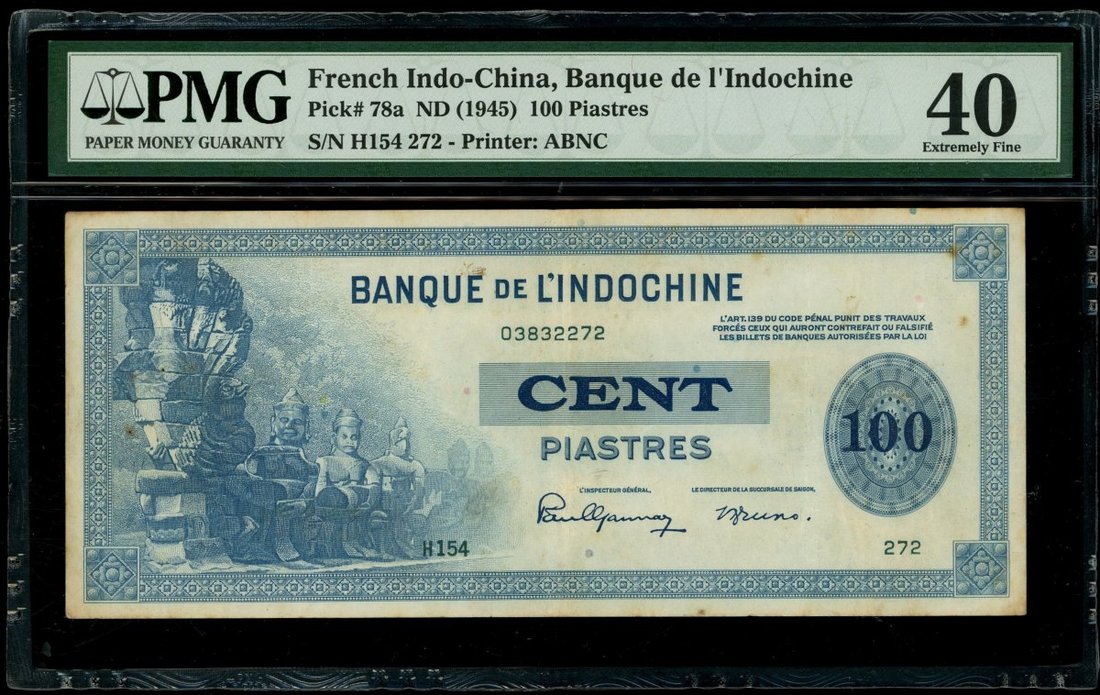 PMG
PAPER MONEY GUARANTY
French Indo-China, Banque de l'Indochine
Pick# 78a ND (1945) 100 Piastres
S/N H154 272 - Printer: ABNC
40
Extremely Fine
BANQUE DE L'INDOCHINE
03832272
L'ART. 139 DU CODE PÉNAL PUNIT DES TRAVAUX
FORCÉS CEUX QUI AURONT CONTREFAIT OU FALSIFIÉ
LES BILLETS DE BANQUES AUTORISÉES PAR LA LOI
CENT
PIASTRES
100
L'INSPECTEUR GÉNÉRAL,
LE DIRECTEUR DE LA SUCCURSALE DE SAIGON,
H154
272